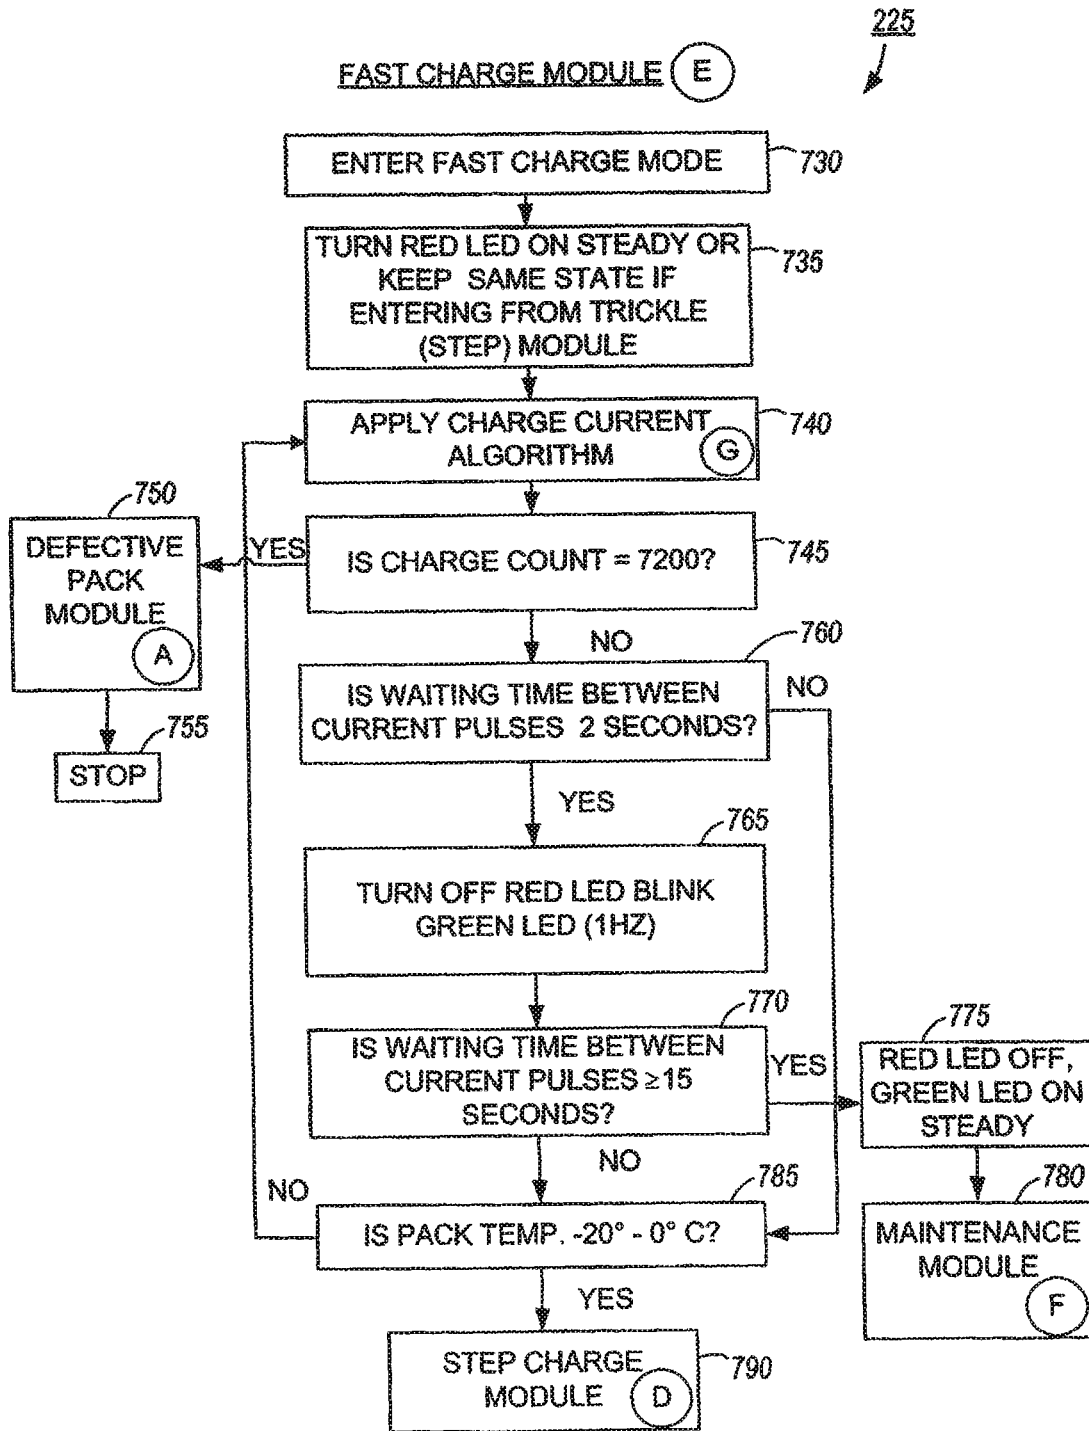 225
FAST CHARGE MODULE E
ENTER FAST CHARGE MODE
730
TURN RED LED ON STEADY OR
KEEP SAME STATE IF
ENTERING FROM TRICKLE
(STEP) MODULE
735
APPLY CHARGE CURRENT
ALGORITHM
G
740
750
DEFECTIVE
PACK
MODULE
A
YES
IS CHARGE COUNT = 7200?
745
755
STOP
NO
760
IS WAITING TIME BETWEEN
CURRENT PULSES 2 SECONDS?
NO
YES
765
TURN OFF RED LED BLINK
GREEN LED (1HZ)
770
IS WAITING TIME BETWEEN
CURRENT PULSES ≥15
SECONDS?
YES
775
RED LED OFF,
GREEN LED ON
STEADY
NO
NO
785
IS PACK TEMP. -20° - 0° C?
780
MAINTENANCE
MODULE
F
YES
STEP CHARGE
MODULE
D
790